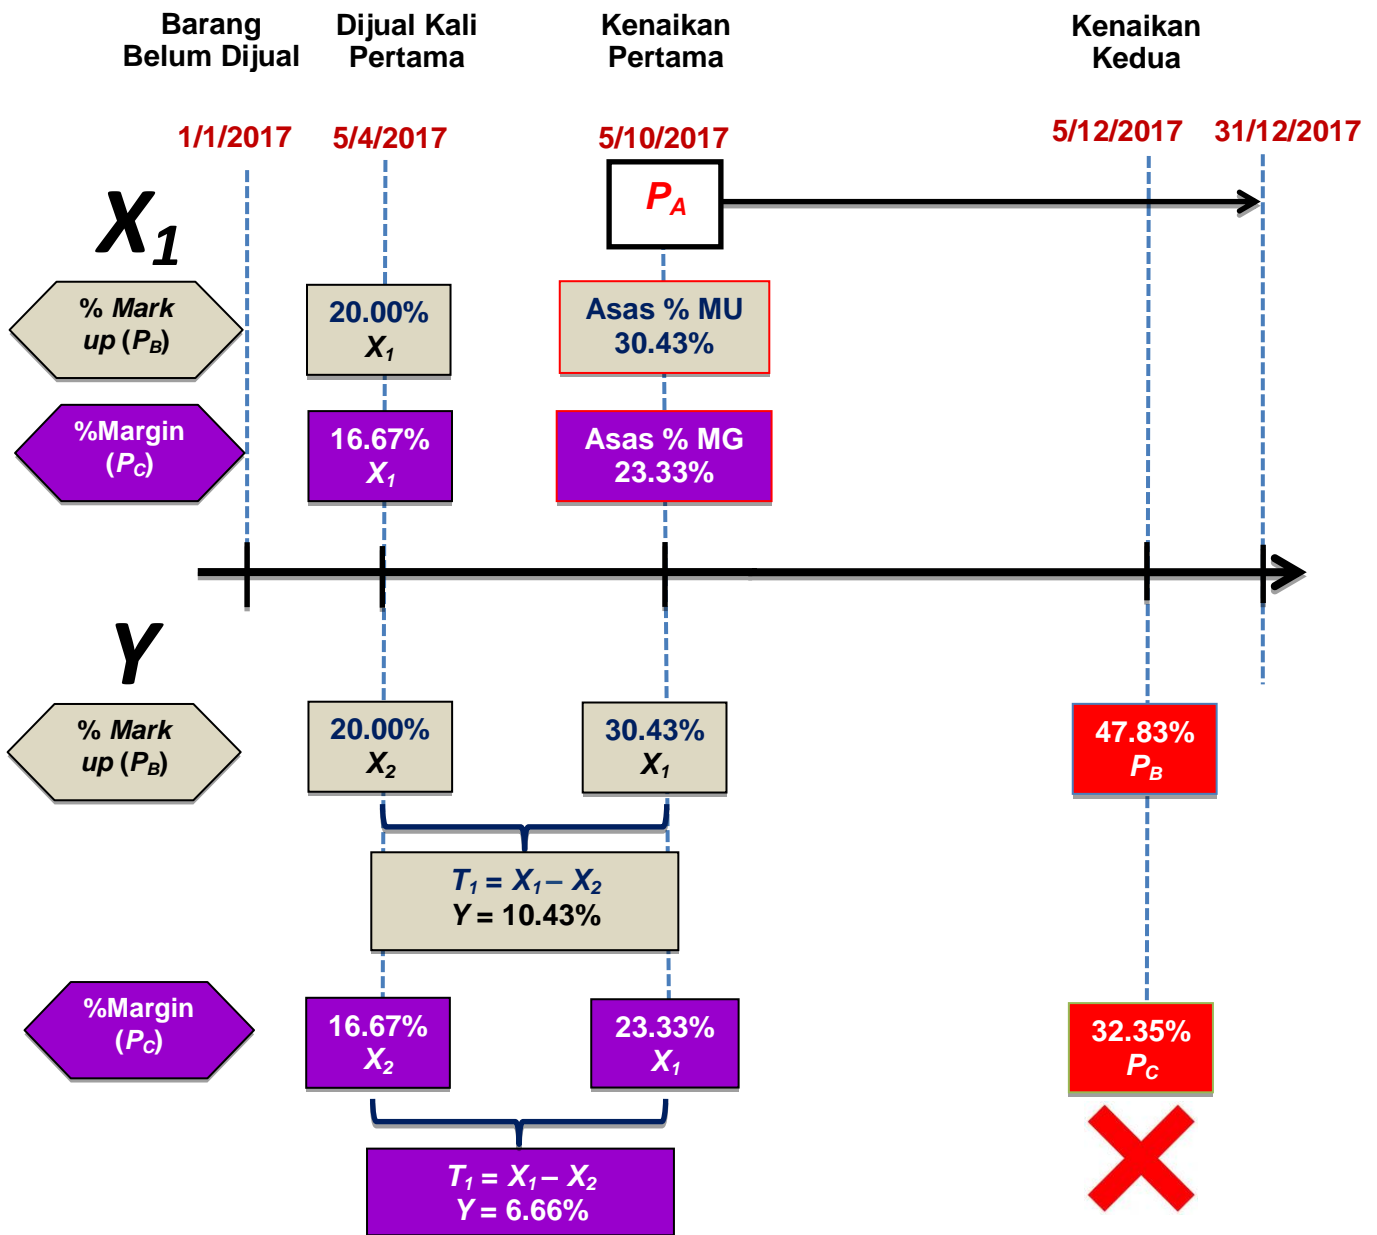 Barang
Belum Dijual
Dijual Kali
Pertama
Kenaikan
Pertama
Kenaikan
Kedua
1/1/2017
5/4/2017
5/10/2017
5/12/2017
31/12/2017
X1
PA
% Mark
up (PB)
20.00%
X1
Asas % MU
30.43%
%Margin
(PC)
16.67%
X1
Asas % MG
23.33%
Y
% Mark
up (PB)
20.00%
X2
30.43%
X1
47.83%
PB
T1 = X1 – X2
Y = 10.43%
%Margin
(PC)
16.67%
X2
23.33%
X1
32.35%
PC
T1 = X1 – X2
Y = 6.66%